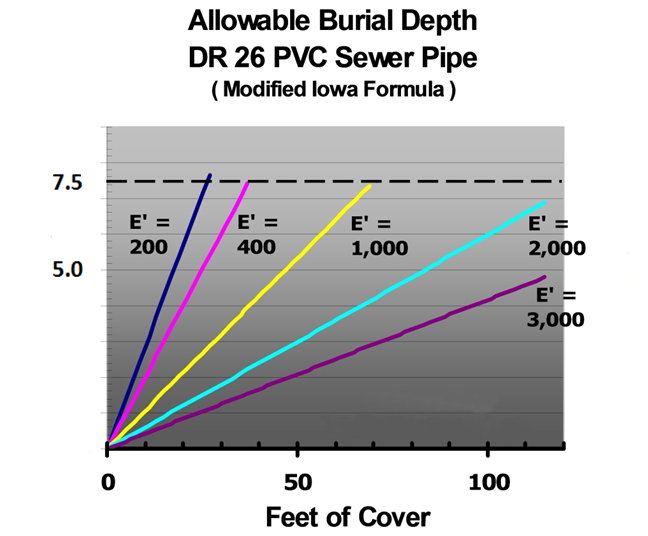 Allowable Burial Depth
DR 26 PVC Sewer Pipe
( Modified Iowa Formula )
7.5
5.0
E' =
200
E' =
400
E' =
1,000
E' =
2,000
E' =
3,000
0
50
100
Feet of Cover